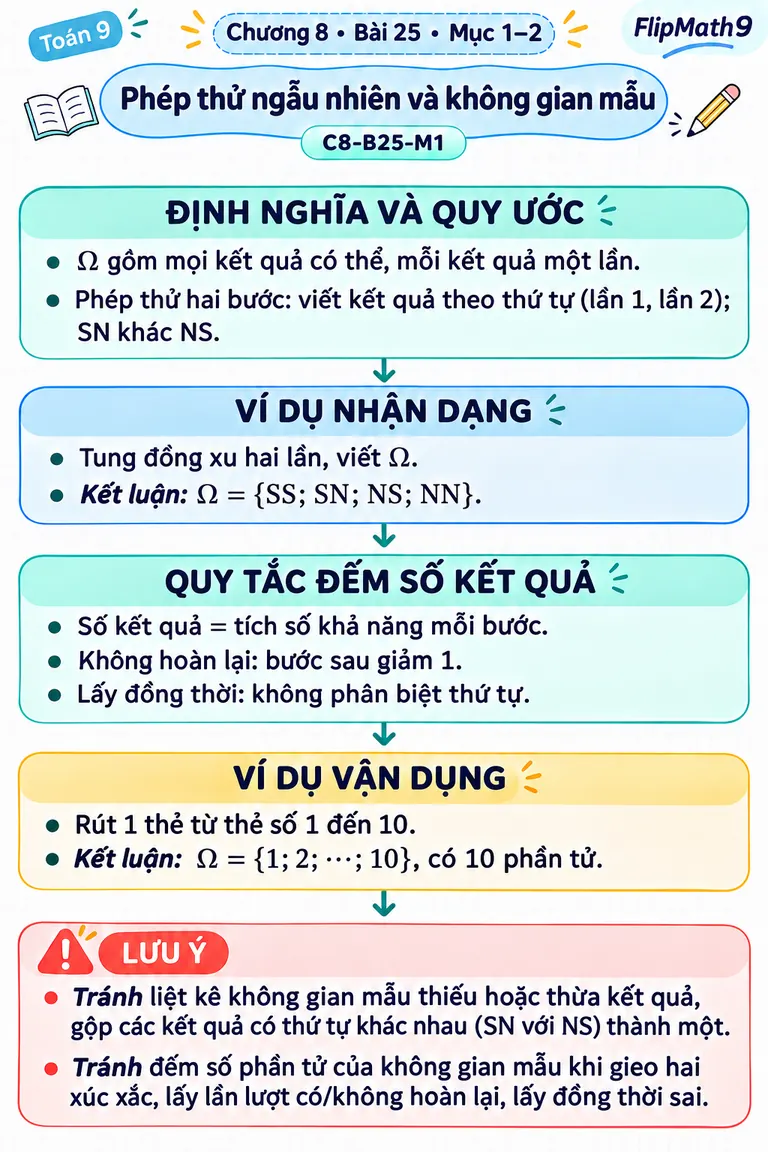 Toán 9
Chương 8 • Bài 25 • Mục 1–2
FlipMath9
Phép thử ngẫu nhiên và không gian mẫu
C8-B25-M1
ĐỊNH NGHĨA VÀ QUY ƯỚC
• Ω gồm mọi kết quả có thể, mỗi kết quả một lần.
• Phép thử hai bước: viết kết quả theo thứ tự (lần 1, lần 2);
SN khác NS.
VÍ DỤ NHẬN DẠNG
• Tung đồng xu hai lần, viết Ω.
• Kết luận: Ω = {SS; SN; NS; NN}.
QUY TẮC ĐẾM SỐ KẾT QUẢ
• Số kết quả = tích số khả năng mỗi bước.
• Không hoàn lại: bước sau giảm 1.
• Lấy đồng thời: không phân biệt thứ tự.
VÍ DỤ VẬN DỤNG
• Rút 1 thẻ từ thẻ số 1 đến 10.
• Kết luận: Ω = {1; 2; ⋯; 10}, có 10 phần tử.
LƯU Ý
• Tránh liệt kê không gian mẫu thiếu hoặc thừa kết quả,
gộp các kết quả có thứ tự khác nhau (SN với NS) thành một.
• Tránh đếm số phần tử của không gian mẫu khi gieo hai
xúc xắc, lấy lần lượt có/không hoàn lại, lấy đồng thời sai.